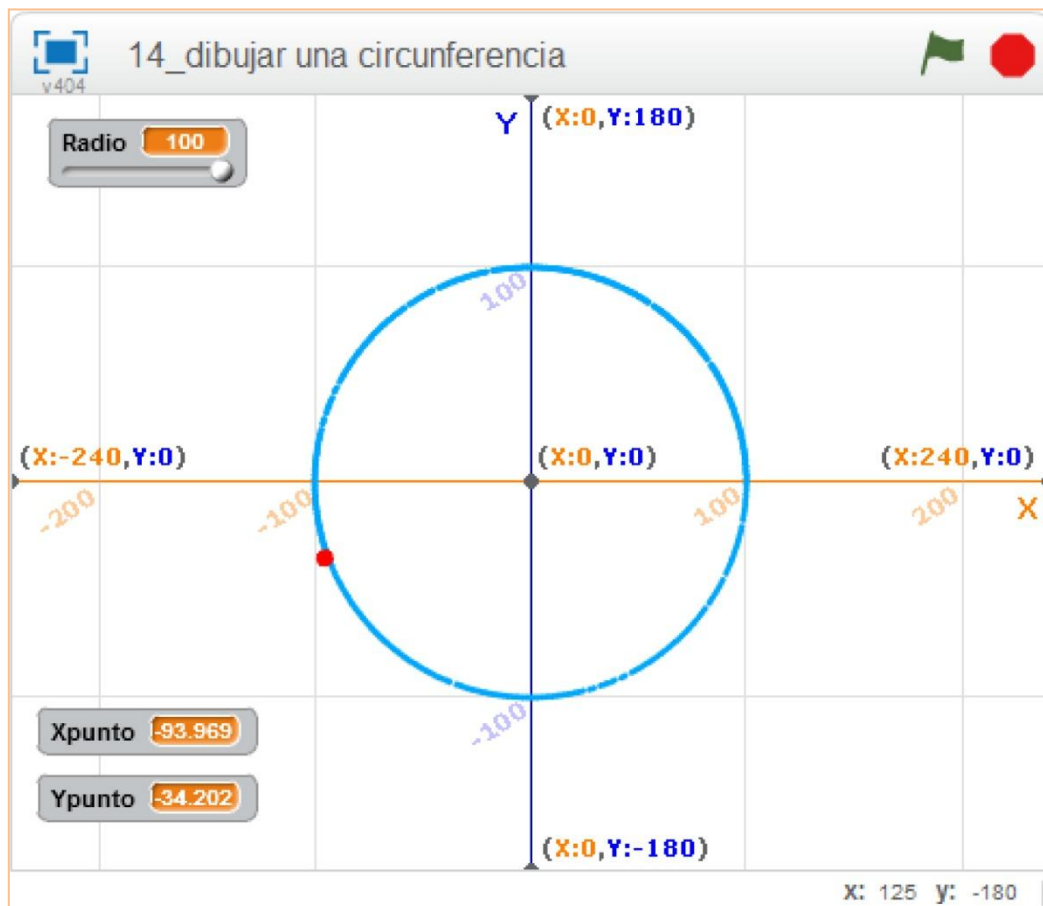 14_dibujar una circunferencia
v404
Radio 100
Y (X:0,Y:180)
100
(X:-240,Y:0) (X:0,Y:0) (X:240,Y:0)
-200 -100 100 200 X
-100
Xpunto -93.969
Ypunto -34.202
(X:0,Y:-180)
x: 125 y: -180